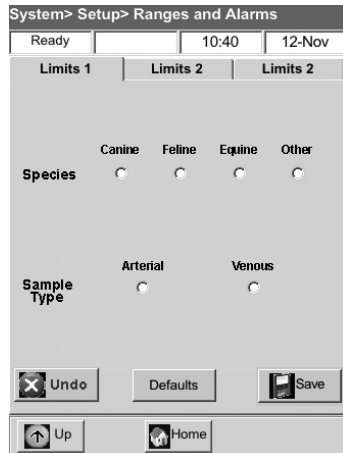 System> Setup> Ranges and Alarms
Ready 10:40 12-Nov
Limits 1 Limits 2 Limits 2
Canine Feline Equine Other
Species
Arterial Venous
Sample
Type
Undo Defaults Save
Up Home